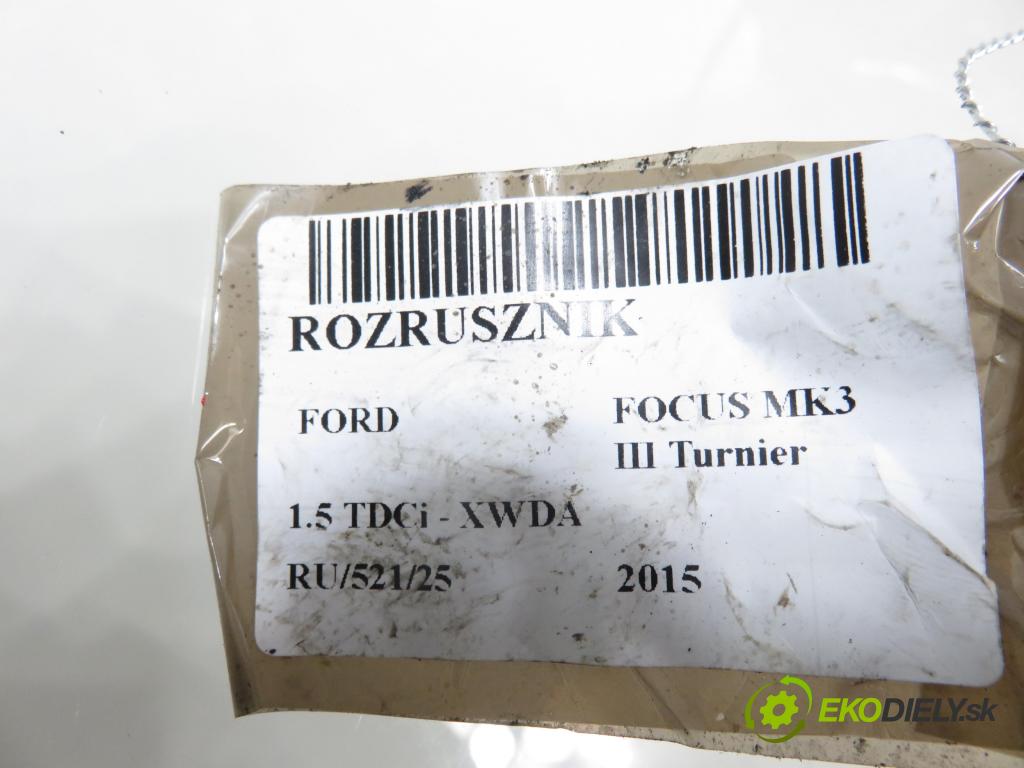 ROZRUSZNIK
FORD FOCUS MK3
III Turnier
1.5 TDCi - XWDA
RU/521/25 2015
EKODIELY.sk